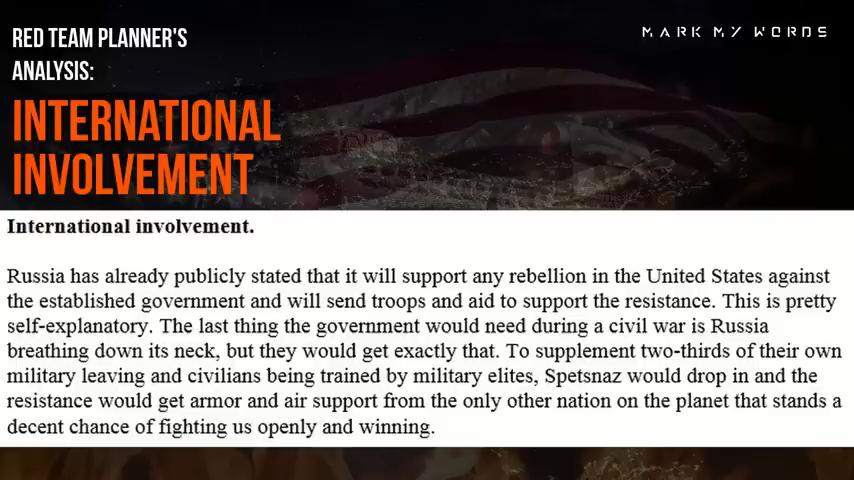 RED TEAM PLANNER'S
ANALYSIS:
MARK MY WORDS
INTERNATIONAL
INVOLVEMENT
International involvement.
Russia has already publicly stated that it will support any rebellion in the United States against
the established government and will send troops and aid to support the resistance. This is pretty
self-explanatory. The last thing the government would need during a civil war is Russia
breathing down its neck, but they would get exactly that. To supplement two-thirds of their own
military leaving and civilians being trained by military elites, Spetsnaz would drop in and the
resistance would get armor and air support from the only other nation on the planet that stands a
decent chance of fighting us openly and winning.